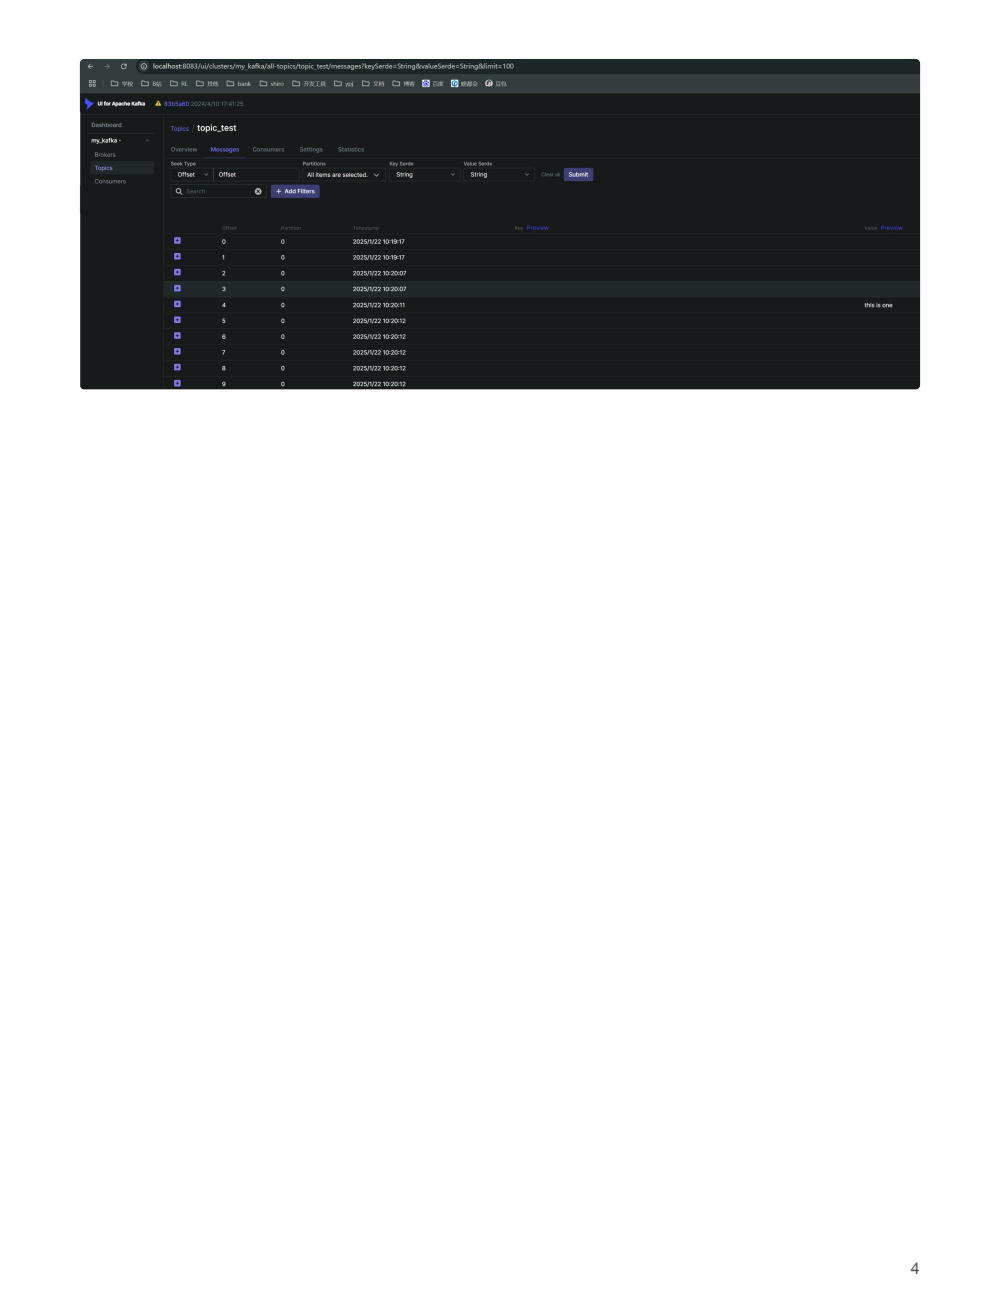 localhost:8083/ui/clusters/my_kafka/all-topics/topic_test/messages?keySerde=String&valueSerde=String&limit=100
学校 B站 RL 其他 bank shiro 开发工具 ypj 文档 博客 百度 豆包
UI for Apache Kafka 83b5a60 2024/4/10 17:41:25
Dashboard
my_kafka
Brokers
Topics
Consumers
Topics / topic_test
Overview Messages Consumers Settings Statistics
Seek Type Partitions Key Serde Value Serde
Offset Offset All items are selected. String String Clear all Submit
Search + Add Filters
Offset Partition Timestamp Key Preview Value Preview
0 0 2025/1/22 10:19:17
1 0 2025/1/22 10:19:17
2 0 2025/1/22 10:20:07
3 0 2025/1/22 10:20:07
4 0 2025/1/22 10:20:11 this is one
5 0 2025/1/22 10:20:12
6 0 2025/1/22 10:20:12
7 0 2025/1/22 10:20:12
8 0 2025/1/22 10:20:12
9 0 2025/1/22 10:20:12
4